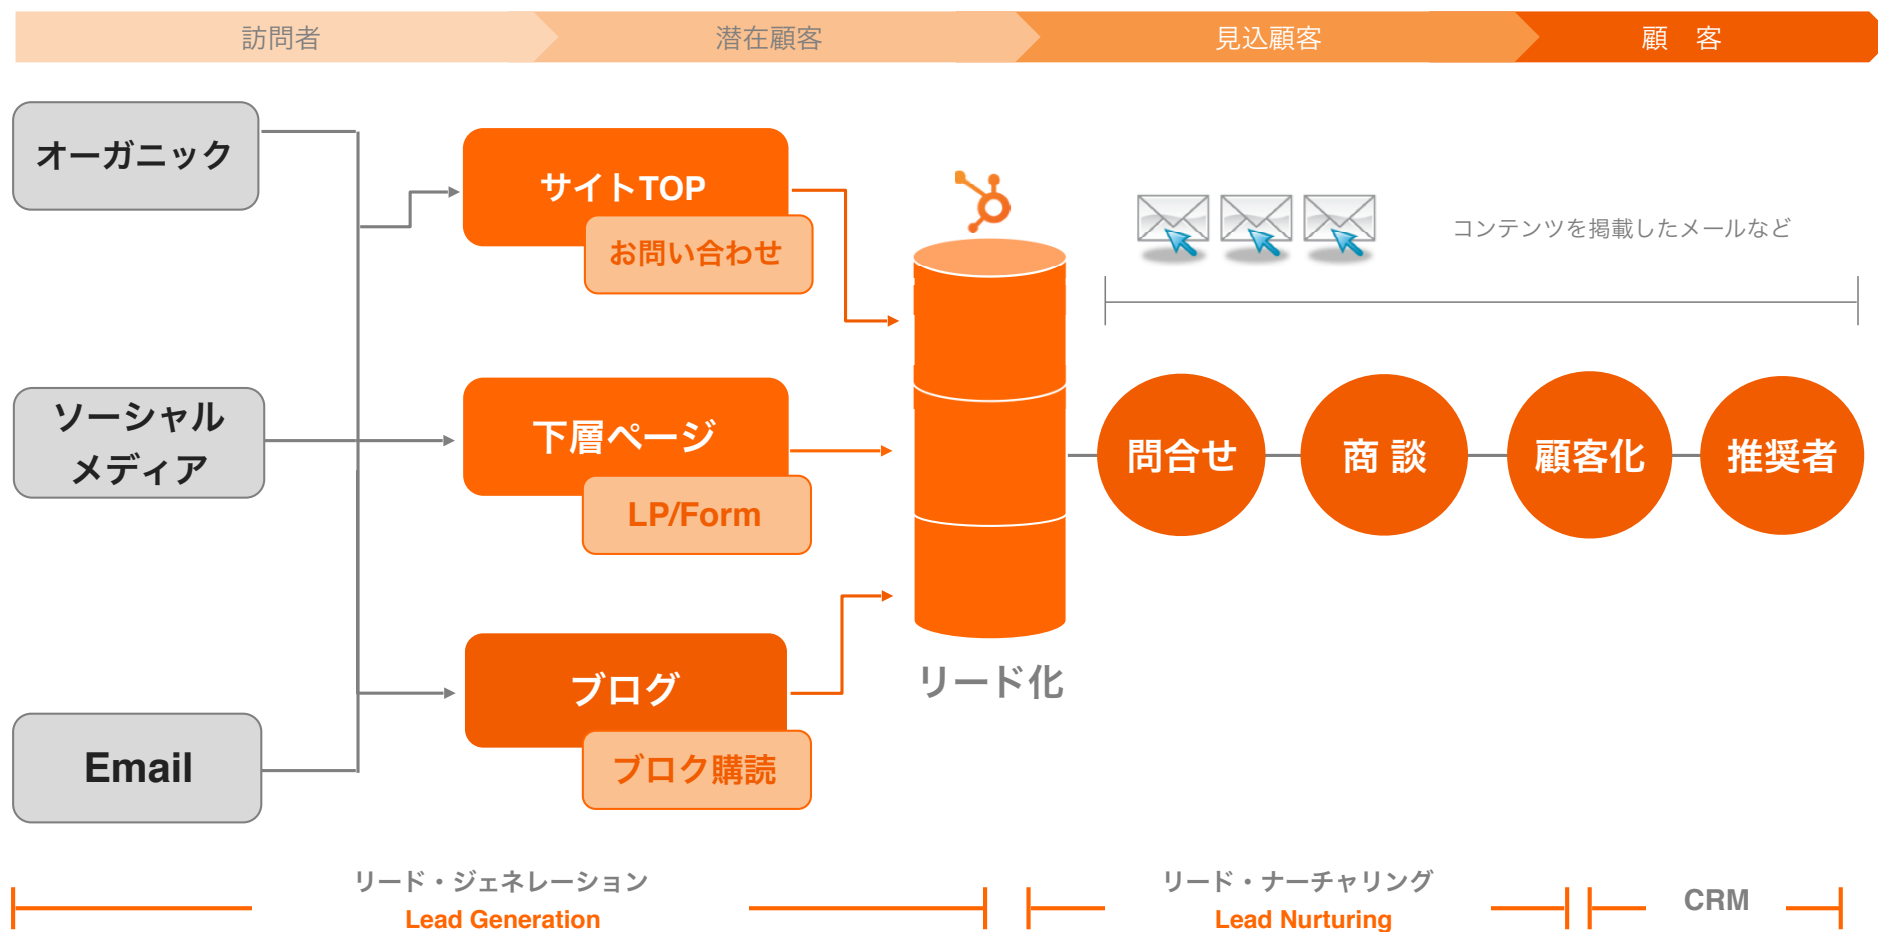 訪問者
潜在顧客
見込顧客
顧　客
オーガニック
ソーシャル
メディア
Email
サイトTOP
お問い合わせ
下層ページ
LP/Form
ブログ
ブロク購読
リード化
コンテンツを掲載したメールなど
問合せ
商 談
顧客化
推奨者
リード・ジェネレーション
Lead Generation
リード・ナーチャリング
Lead Nurturing
CRM